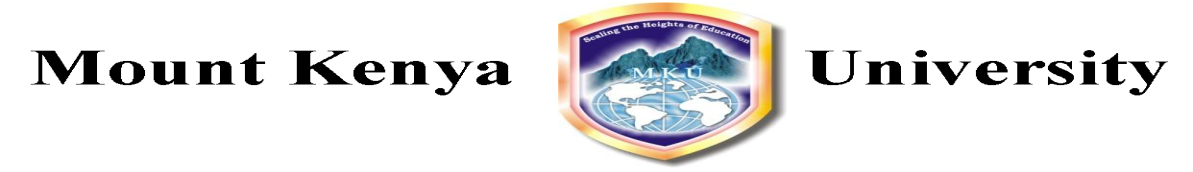 Mount Kenya University
Scaling the Heights of Education
MKU